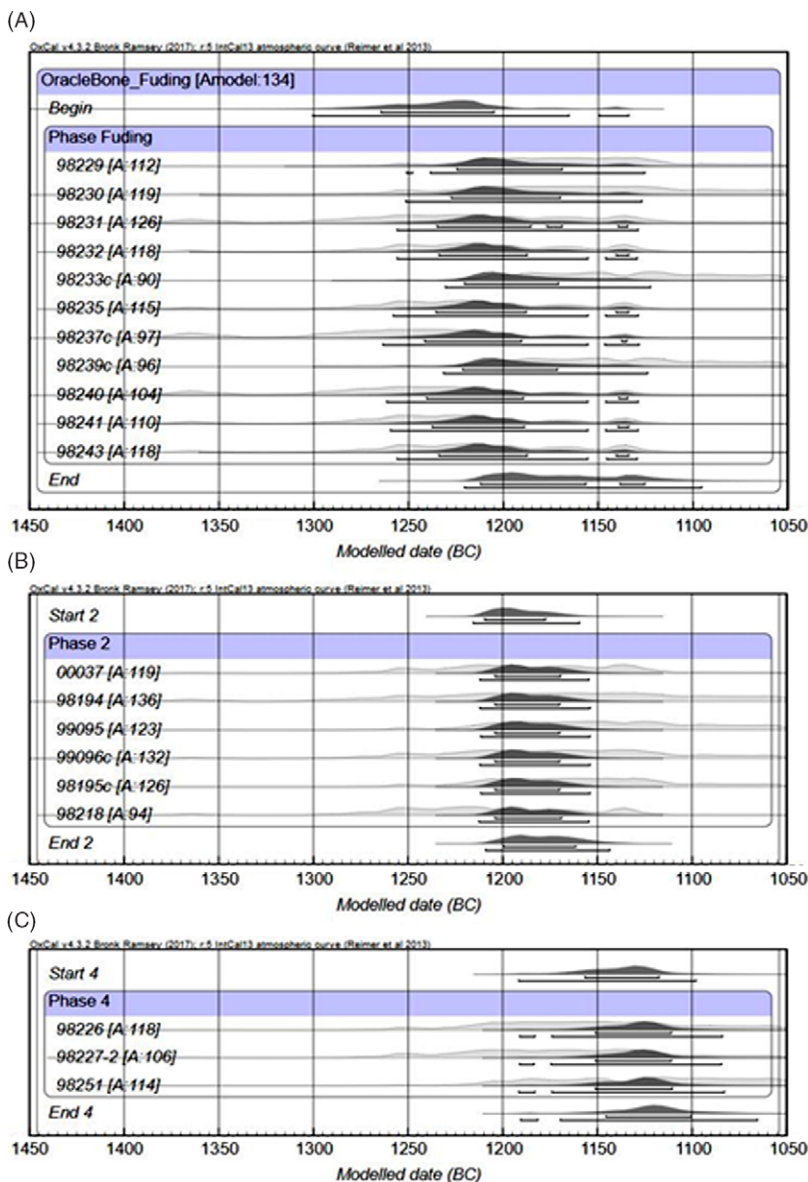 (A)
OxCal v4.3.2 Bronk Ramsey (2017); r:5 IntCal13 atmospheric curve (Reimer et al 2013)
OracleBone_Fuding [Amodel:134]
Begin
Phase Fuding
98229 [A:112]
98230 [A:119]
98231 [A:126]
98232 [A:118]
98233c [A:90]
98235 [A:115]
98237c [A:97]
98239c [A:96]
98240 [A:104]
98241 [A:110]
98243 [A:118]
End
1450 1400 1350 1300 1250 1200 1150 1100 1050
Modelled date (BC)
(B)
OxCal v4.3.2 Bronk Ramsey (2017); r:5 IntCal13 atmospheric curve (Reimer et al 2013)
Start 2
Phase 2
00037 [A:119]
98194 [A:136]
99095 [A:123]
99096c [A:132]
98195c [A:126]
98218 [A:94]
End 2
1450 1400 1350 1300 1250 1200 1150 1100 1050
Modelled date (BC)
(C)
OxCal v4.3.2 Bronk Ramsey (2017); r:5 IntCal13 atmospheric curve (Reimer et al 2013)
Start 4
Phase 4
98226 [A:118]
98227-2 [A:106]
98251 [A:114]
End 4
1450 1400 1350 1300 1250 1200 1150 1100 1050
Modelled date (BC)